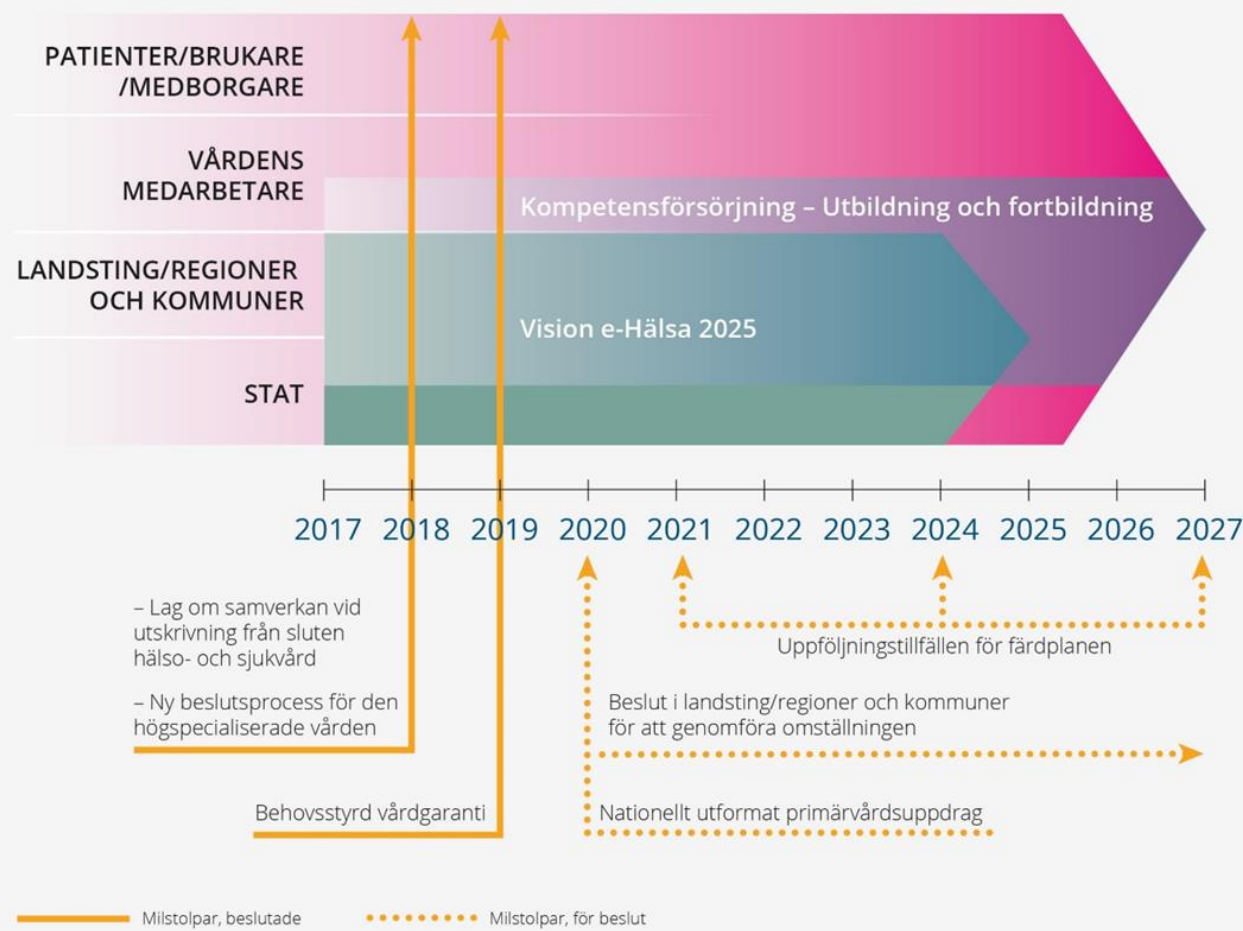 PATIENTER/BRUKARE
/MEDBORGARE
VÅRDENS
MEDARBETARE
Kompetensförsörjning – Utbildning och fortbildning
LANDSTING/REGIONER
OCH KOMMUNER
Vision e-Hälsa 2025
STAT
2017 2018 2019 2020 2021 2022 2023 2024 2025 2026 2027
– Lag om samverkan vid
utskrivning från sluten
hälso- och sjukvård
– Ny beslutsprocess för den
högspecialiserade vården
Uppföljningstillfällen för färdplanen
Beslut i landsting/regioner och kommuner
för att genomföra omställningen
Behovsstyrd vårdgaranti
Nationellt utformat primärvårdsuppdrag
Milstolpar, beslutade
Milstolpar, för beslut